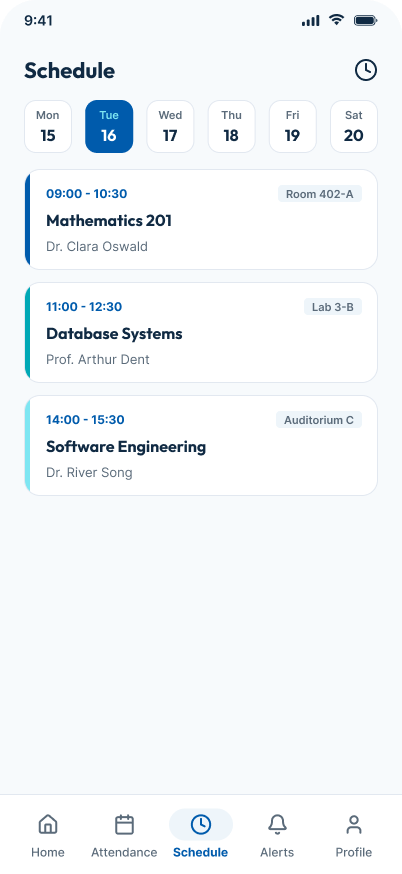 9:41
Schedule
Mon Tue Wed Thu Fri Sat
15 16 17 18 19 20
09:00 - 10:30 Room 402-A
Mathematics 201
Dr. Clara Oswald
11:00 - 12:30 Lab 3-B
Database Systems
Prof. Arthur Dent
14:00 - 15:30 Auditorium C
Software Engineering
Dr. River Song
Home Attendance Schedule Alerts Profile